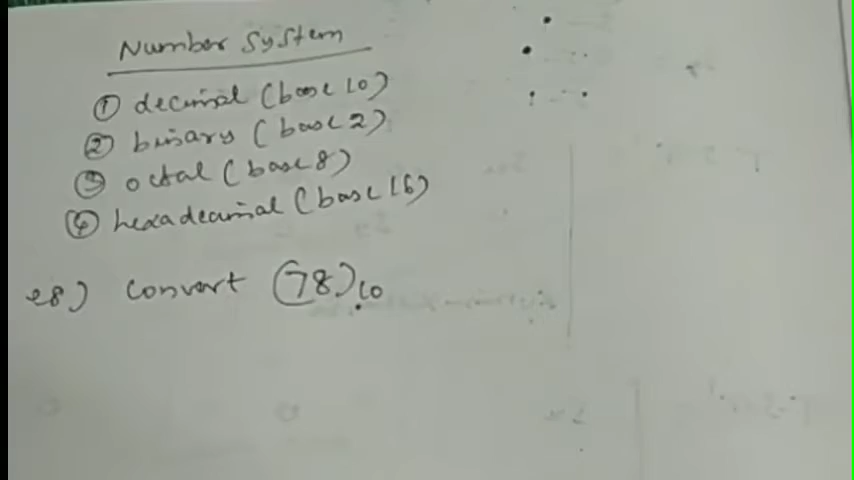 Number System
① decimal (base 10)
② binary (base 2)
③ octal (base 8)
④ hexadecimal (base 16)
convert (78)10